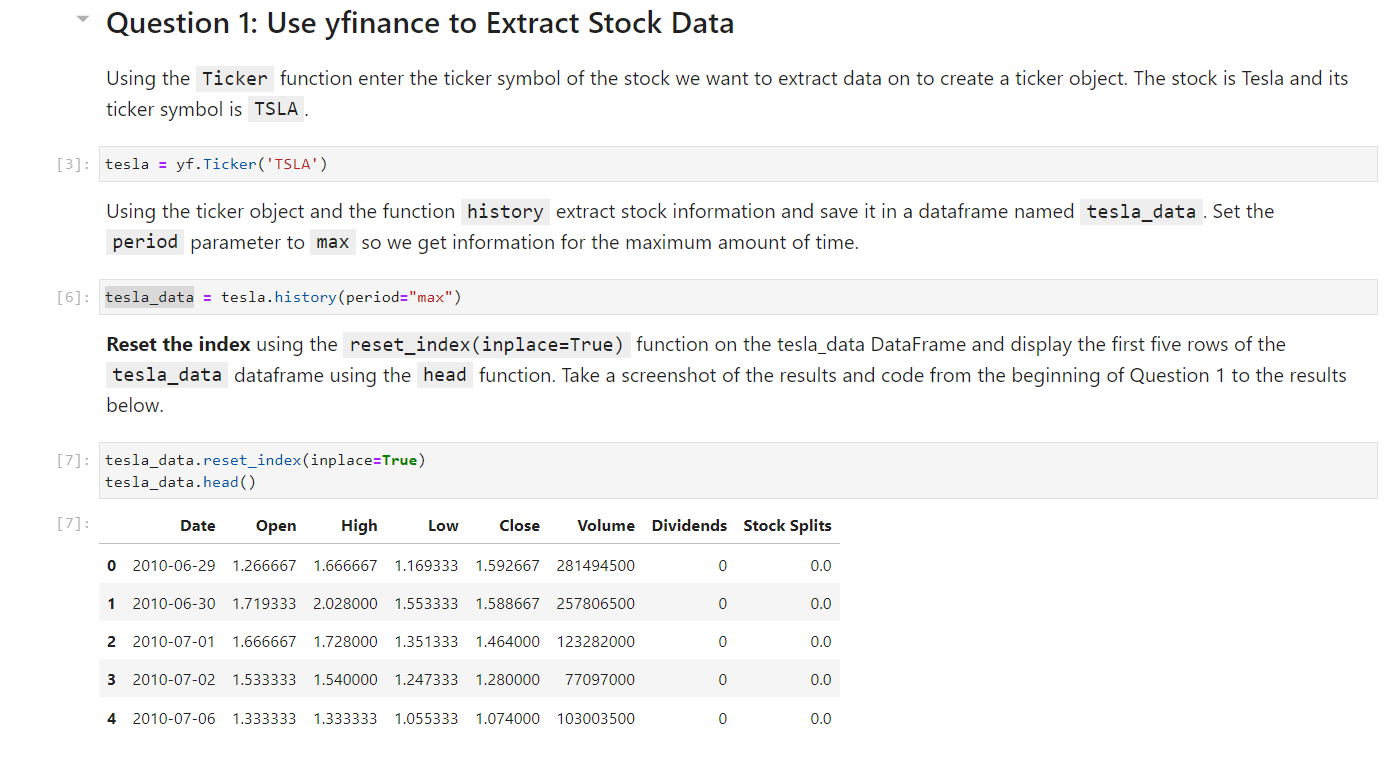 Question 1: Use yfinance to Extract Stock Data
Using the Ticker function enter the ticker symbol of the stock we want to extract data on to create a ticker object. The stock is Tesla and its
ticker symbol is TSLA .
[3]: tesla = yf.Ticker('TSLA')
Using the ticker object and the function history extract stock information and save it in a dataframe named tesla_data . Set the
period parameter to max so we get information for the maximum amount of time.
[6]: tesla_data = tesla.history(period="max")
Reset the index using the reset_index(inplace=True) function on the tesla_data DataFrame and display the first five rows of the
tesla_data dataframe using the head function. Take a screenshot of the results and code from the beginning of Question 1 to the results
below.
[7]: tesla_data.reset_index(inplace=True)
tesla_data.head()
[7]: Date Open High Low Close Volume Dividends Stock Splits
0 2010-06-29 1.266667 1.666667 1.169333 1.592667 281494500 0 0.0
1 2010-06-30 1.719333 2.028000 1.553333 1.588667 257806500 0 0.0
2 2010-07-01 1.666667 1.728000 1.351333 1.464000 123282000 0 0.0
3 2010-07-02 1.533333 1.540000 1.247333 1.280000 77097000 0 0.0
4 2010-07-06 1.333333 1.333333 1.055333 1.074000 103003500 0 0.0